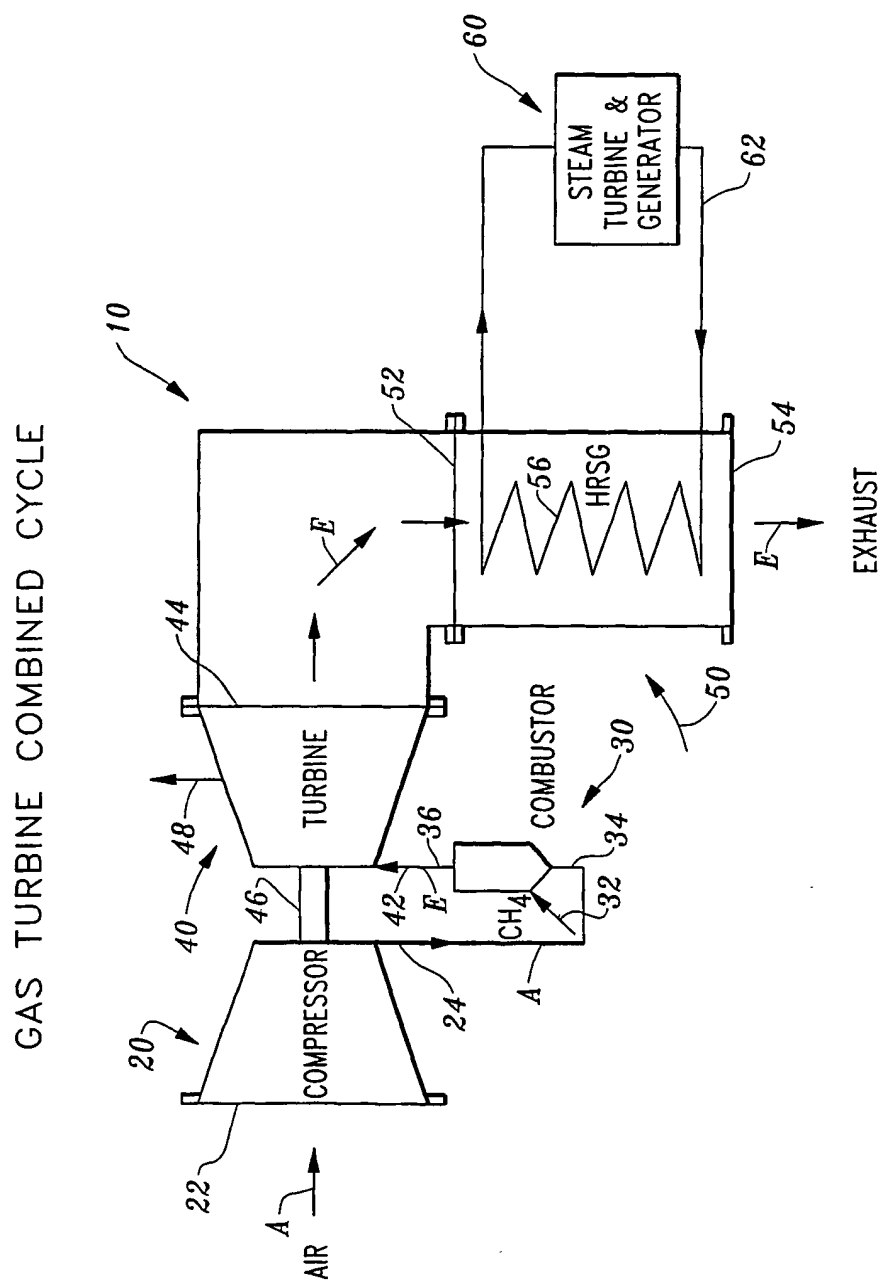 GAS TURBINE COMBINED CYCLE
10
20
22
A
AIR
COMPRESSOR
24
A
40
46
48
TURBINE
44
42
E
36
CH4
32
34
30
COMBUSTOR
E
52
50
56
HRSG
54
E
EXHAUST
60
STEAM
TURBINE &
GENERATOR
62